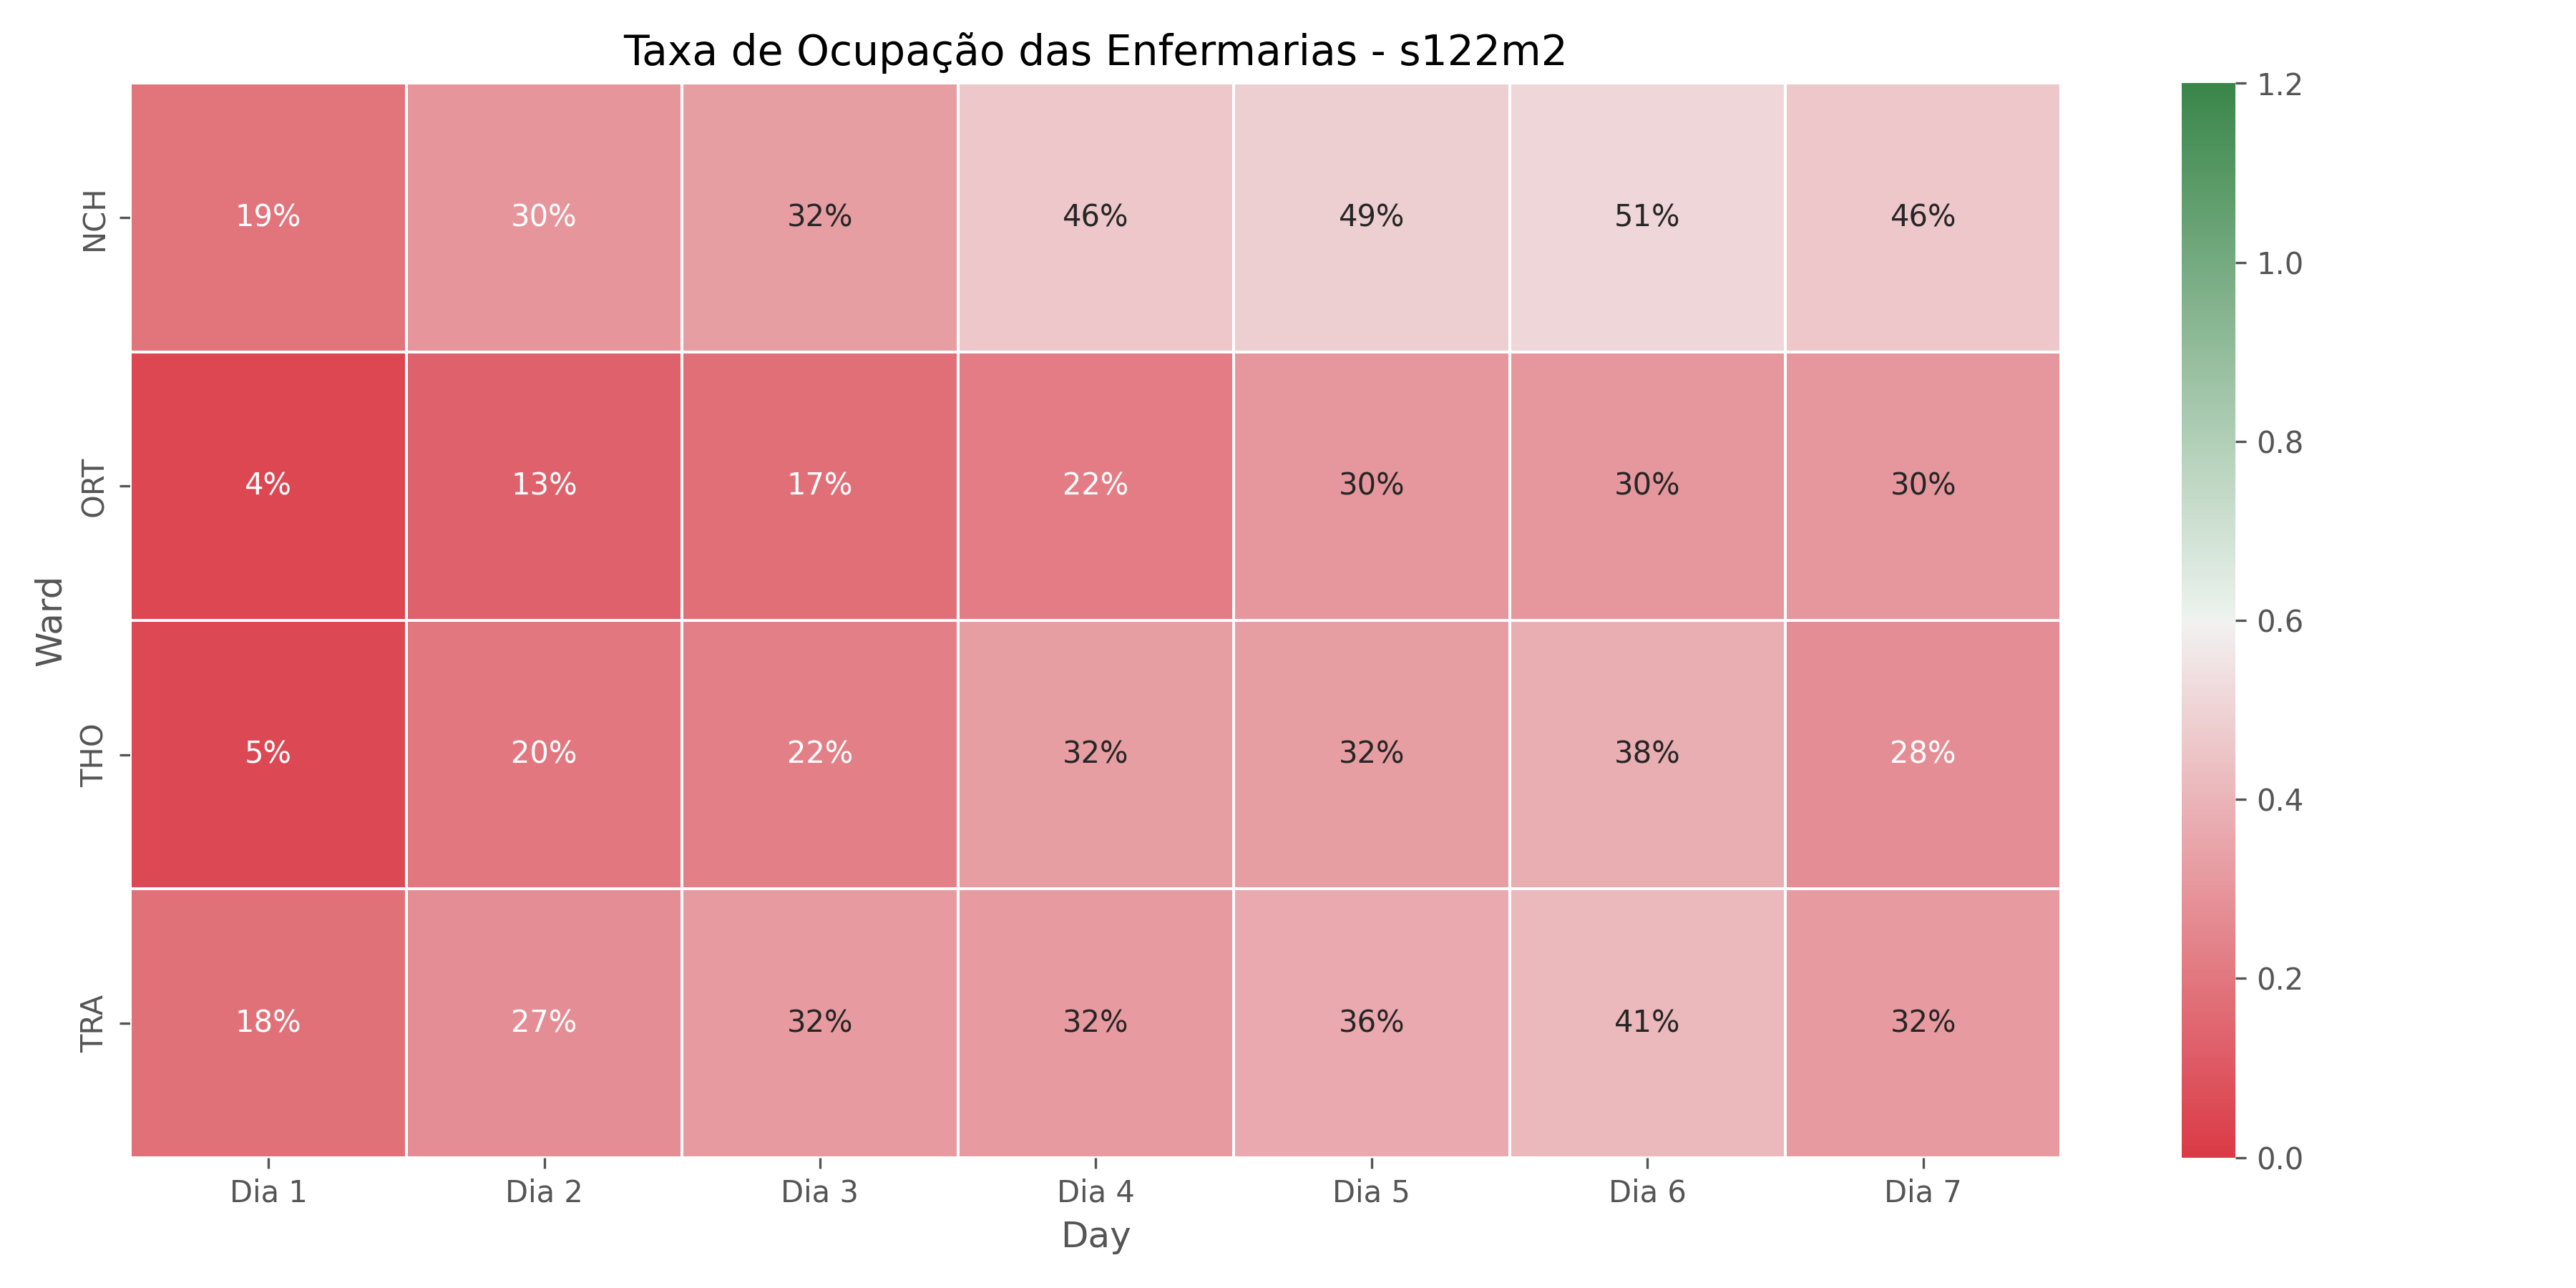 Taxa de Ocupação das Enfermarias - s122m2
Ward
NCH
19% 30% 32% 46% 49% 51% 46%
ORT
4% 13% 17% 22% 30% 30% 30%
THO
5% 20% 22% 32% 32% 38% 28%
TRA
18% 27% 32% 32% 36% 41% 32%
Dia 1 Dia 2 Dia 3 Dia 4 Dia 5 Dia 6 Dia 7
Day
1.2
1.0
0.8
0.6
0.4
0.2
0.0